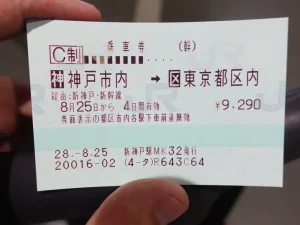 C制 乗車券 (幹)
神 神戸市内 → 区 東京都区内
経由:新神戸・新幹線
8月25日から 4日間有効 ¥9,290
券面表示の都区市内各駅下車前途無効
28.-8.25 新神戸駅MK32発行
20016-02 (4-タ) R643C64